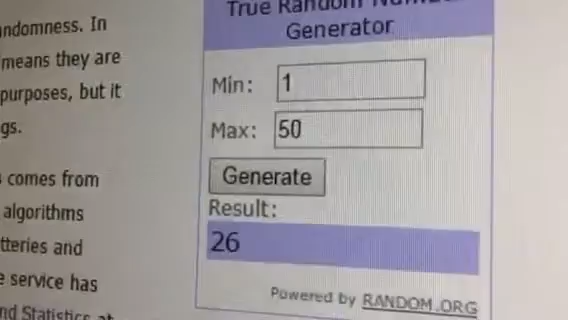 andomness. In
means they are
purposes, but it
gs.
comes from
algorithms
tteries and
service has
nd Statistics at
True Random Number
Generator
Min: 1
Max: 50
Generate
Result:
26
Powered by RANDOM.ORG